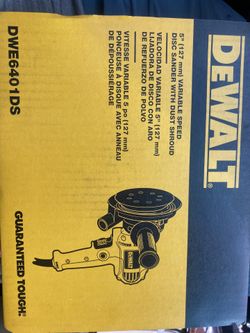 DEWALT
5" (127 mm) VARIABLE SPEED
DISC SANDER WITH DUST SHROUD
VELOCIDAD VARIABLE 5" (127 mm)
LIJADORA DE DISCO CON ARO
DE REFUERZO DE POLVO
VITESSE VARIABLE 5 po (127 mm)
PONCEUSE À DISQUE AVEC ANNEAU
DE DÉPOUSSIÉRAGE
DWE6401DS
DEWALT
GUARANTEED TOUGH.